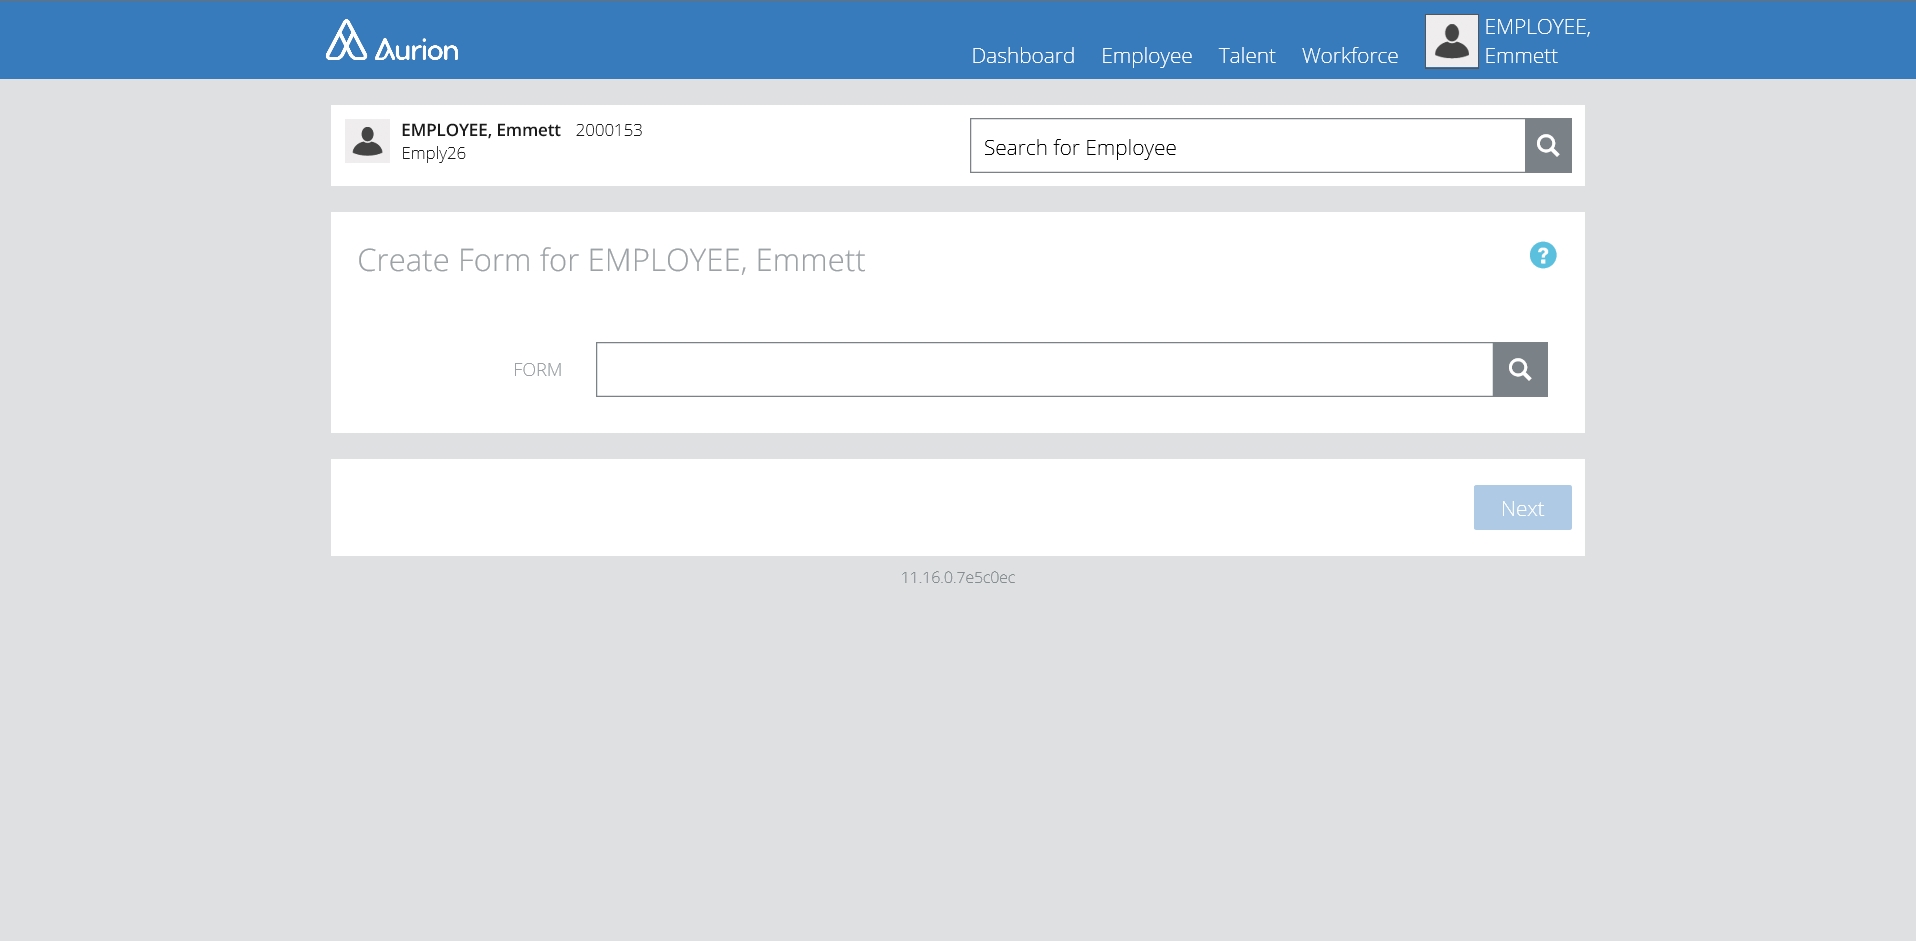 Aurion
Dashboard Employee Talent Workforce
EMPLOYEE,
Emmett
EMPLOYEE, Emmett 2000153
Emply26
Search for Employee
Create Form for EMPLOYEE, Emmett
?
FORM
Next
11.16.0.7e5c0ec